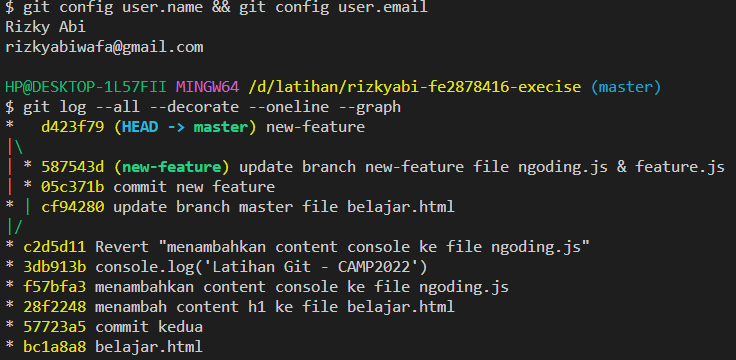 $ git config user.name && git config user.email
Rizky Abi
rizkyabiwafa@gmail.com
HP@DESKTOP-1L57FII MINGW64 /d/latihan/rizkyabi-fe2878416-execise (master)
$ git log --all --decorate --oneline --graph
*   d423f79 (HEAD -> master) new-feature
|\
| * 587543d (new-feature) update branch new-feature file ngoding.js & feature.js
| * 05c371b commit new feature
* | cf94280 update branch master file belajar.html
|/
* c2d5d11 Revert "menambahkan content console ke file ngoding.js"
* 3db913b console.log('Latihan Git - CAMP2022')
* f57bfa3 menambahkan content console ke file ngoding.js
* 28f2248 menambah content h1 ke file belajar.html
* 57723a5 commit kedua
* bc1a8a8 belajar.html